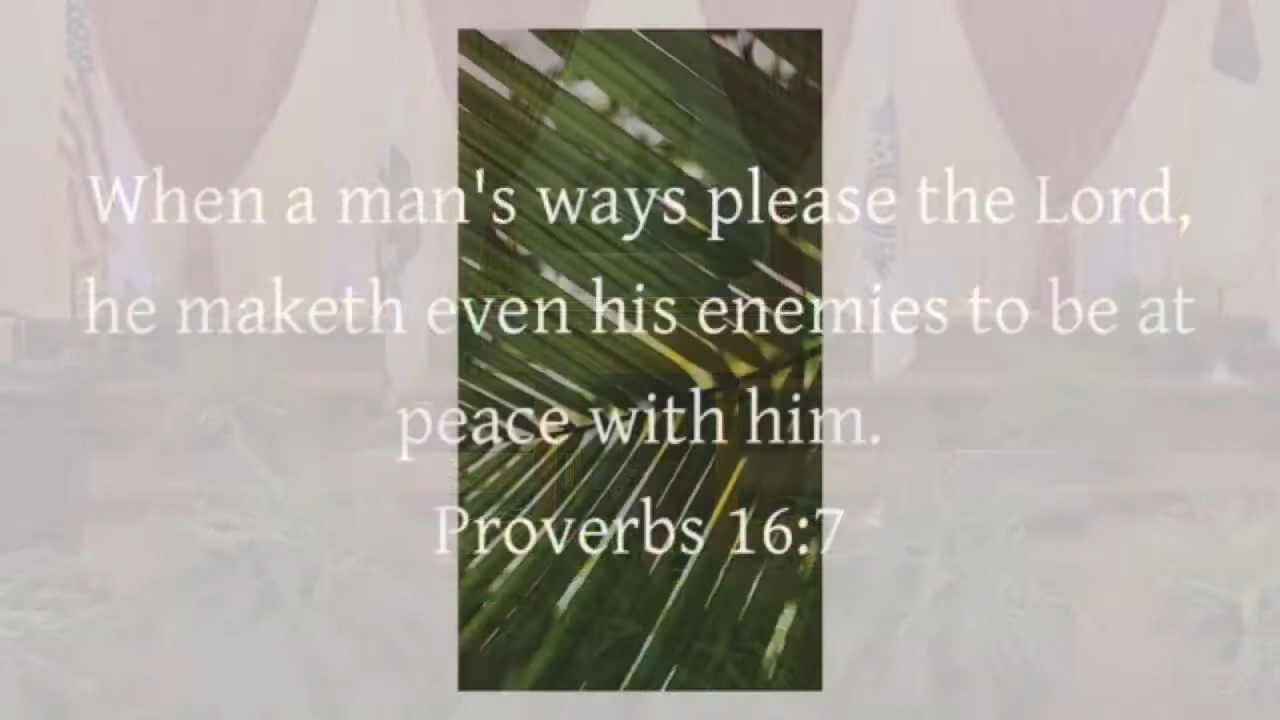 When a man's ways please the Lord,
he maketh even his enemies to be at
peace with him.
Proverbs 16:7